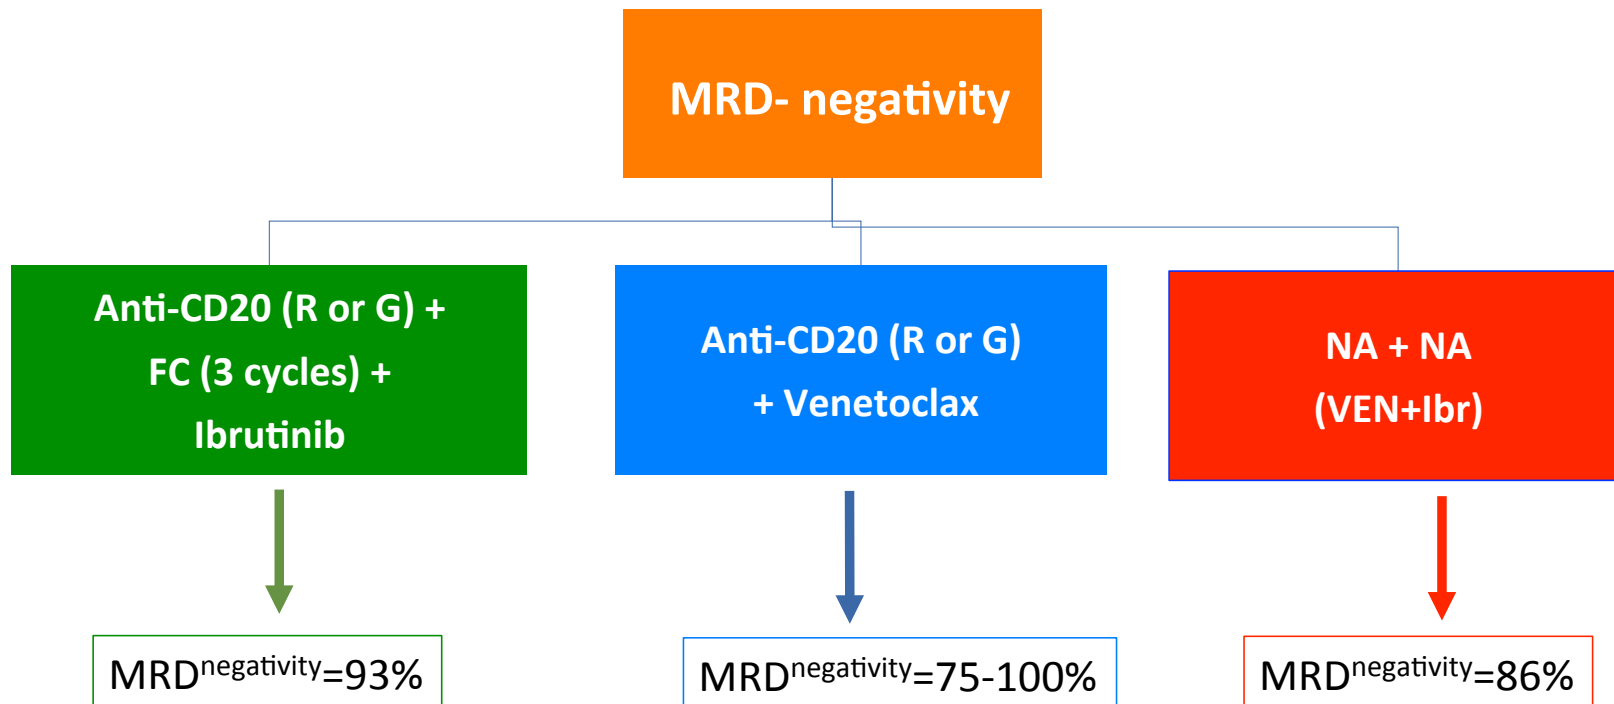 MRD- negativity
Anti-CD20 (R or G) +
FC (3 cycles) +
Ibrutinib
Anti-CD20 (R or G)
+ Venetoclax
NA + NA
(VEN+Ibr)
MRDnegativity=93%
MRDnegativity=75-100%
MRDnegativity=86%